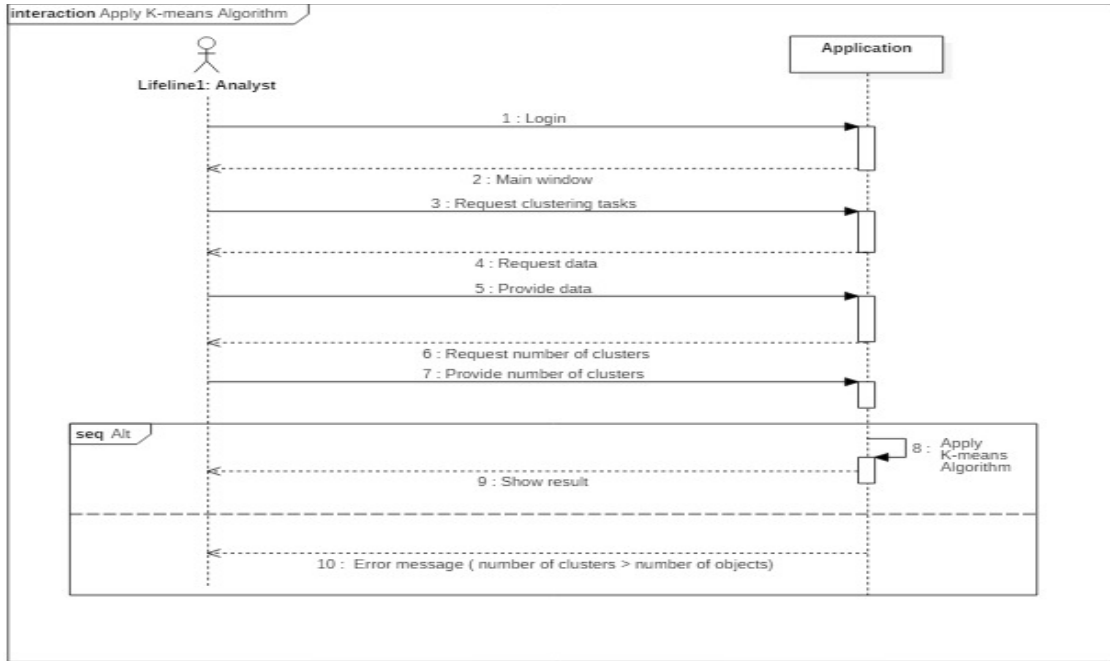 interaction Apply K-means Algorithm
Application
Lifeline1: Analyst
1 : Login
2 : Main window
3 : Request clustering tasks
4 : Request data
5 : Provide data
6 : Request number of clusters
7 : Provide number of clusters
seq Alt
8 : Apply
K-means
Algorithm
9 : Show result
10 : Error message ( number of clusters > number of objects)